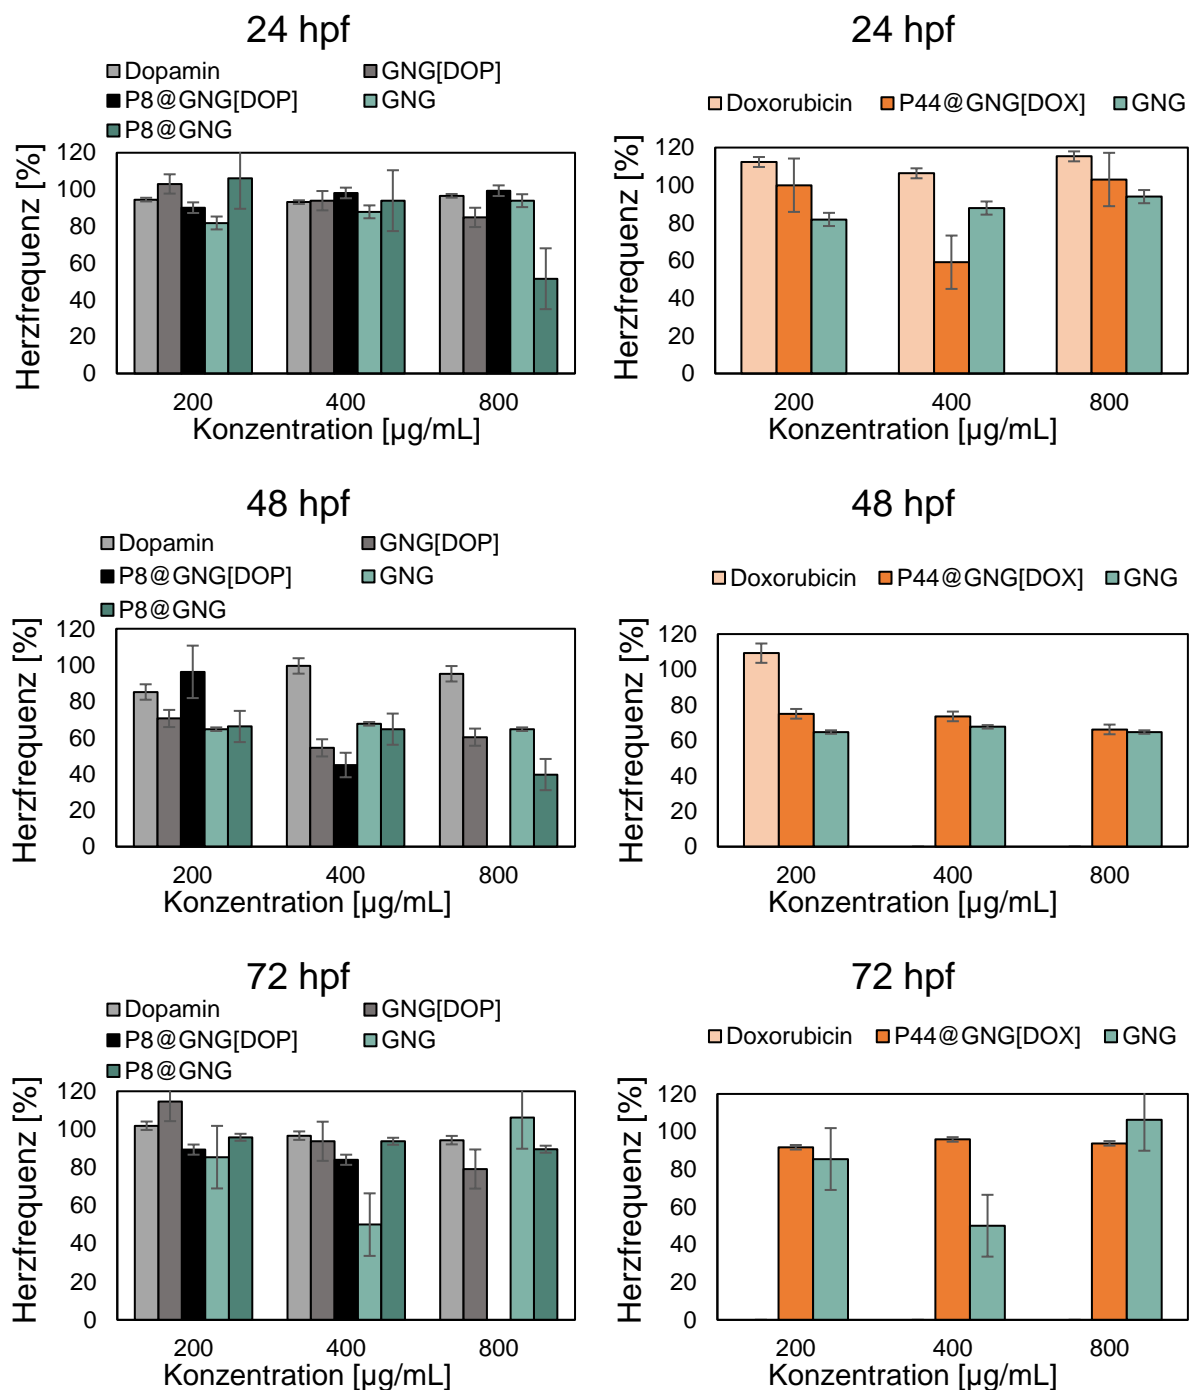 24 hpf
Dopamin GNG[DOP]
P8@GNG[DOP] GNG
P8@GNG
Herzfrequenz [%]
120
100
80
60
40
20
0
200 400 800
Konzentration [µg/mL]
24 hpf
Doxorubicin P44@GNG[DOX] GNG
Herzfrequenz [%]
120
100
80
60
40
20
0
200 400 800
Konzentration [µg/mL]
48 hpf
Dopamin GNG[DOP]
P8@GNG[DOP] GNG
P8@GNG
Herzfrequenz [%]
120
100
80
60
40
20
0
200 400 800
Konzentration [µg/mL]
48 hpf
Doxorubicin P44@GNG[DOX] GNG
Herzfrequenz [%]
120
100
80
60
40
20
0
200 400 800
Konzentration [µg/mL]
72 hpf
Dopamin GNG[DOP]
P8@GNG[DOP] GNG
P8@GNG
Herzfrequenz [%]
120
100
80
60
40
20
0
200 400 800
Konzentration [µg/mL]
72 hpf
Doxorubicin P44@GNG[DOX] GNG
Herzfrequenz [%]
120
100
80
60
40
20
0
200 400 800
Konzentration [µg/mL]